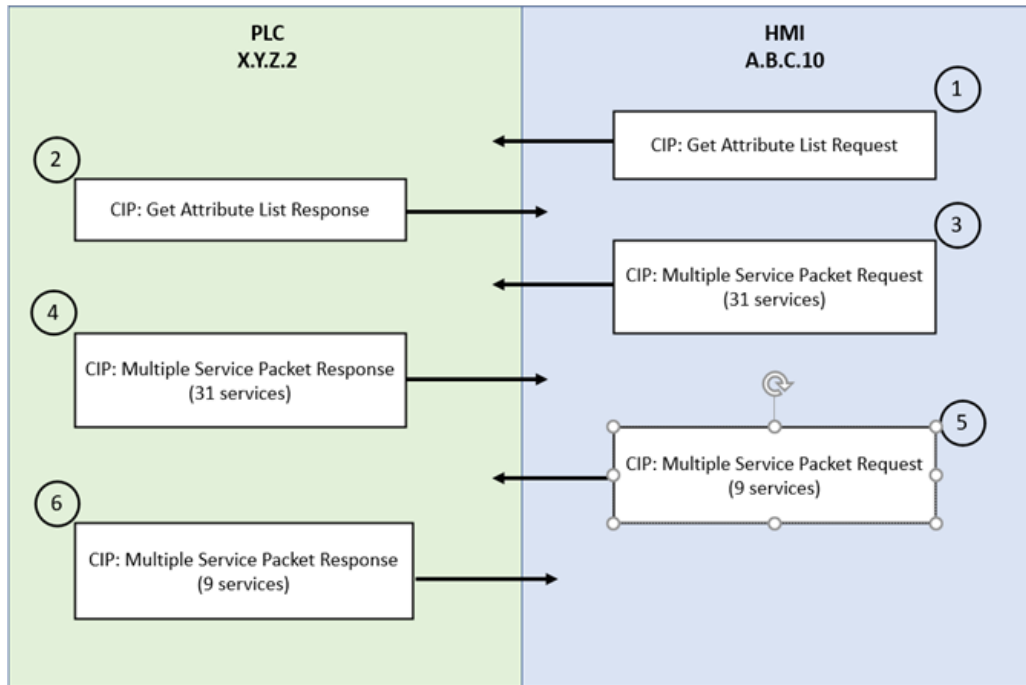 PLC
X.Y.Z.2
HMI
A.B.C.10
1
CIP: Get Attribute List Request
2
CIP: Get Attribute List Response
3
CIP: Multiple Service Packet Request
(31 services)
4
CIP: Multiple Service Packet Response
(31 services)
5
CIP: Multiple Service Packet Request
(9 services)
6
CIP: Multiple Service Packet Response
(9 services)